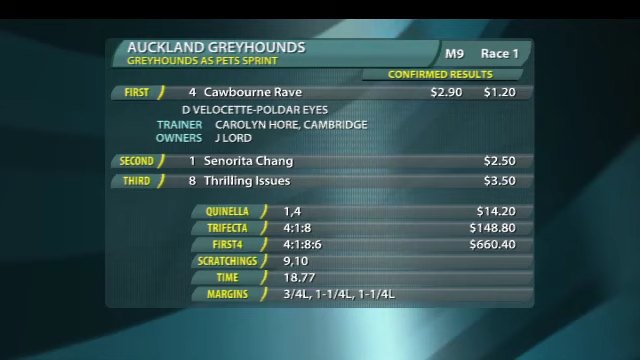 AUCKLAND GREYHOUNDS
GREYHOUNDS AS PETS SPRINT
M9 Race 1
CONFIRMED RESULTS
FIRST 4 Cawbourne Rave $2.90 $1.20
D VELOCETTE-POLDAR EYES
TRAINER CAROLYN HORE, CAMBRIDGE
OWNERS J LORD
SECOND 1 Senorita Chang $2.50
THIRD 8 Thrilling Issues $3.50
QUINELLA 1,4 $14.20
TRIFECTA 4:1:8 $148.80
FIRST4 4:1:8:6 $660.40
SCRATCHINGS 9,10
TIME 18.77
MARGINS 3/4L, 1-1/4L, 1-1/4L